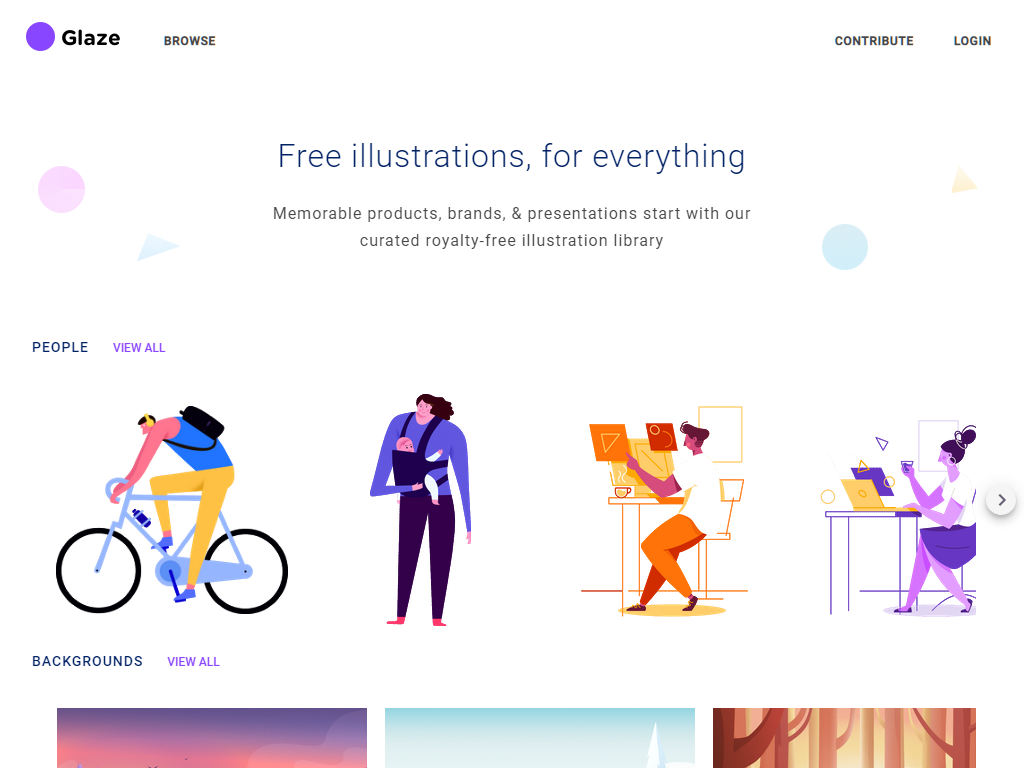 Glaze
BROWSE
CONTRIBUTE
LOGIN
Free illustrations, for everything
Memorable products, brands, & presentations start with our
curated royalty-free illustration library
PEOPLE
VIEW ALL
BACKGROUNDS
VIEW ALL